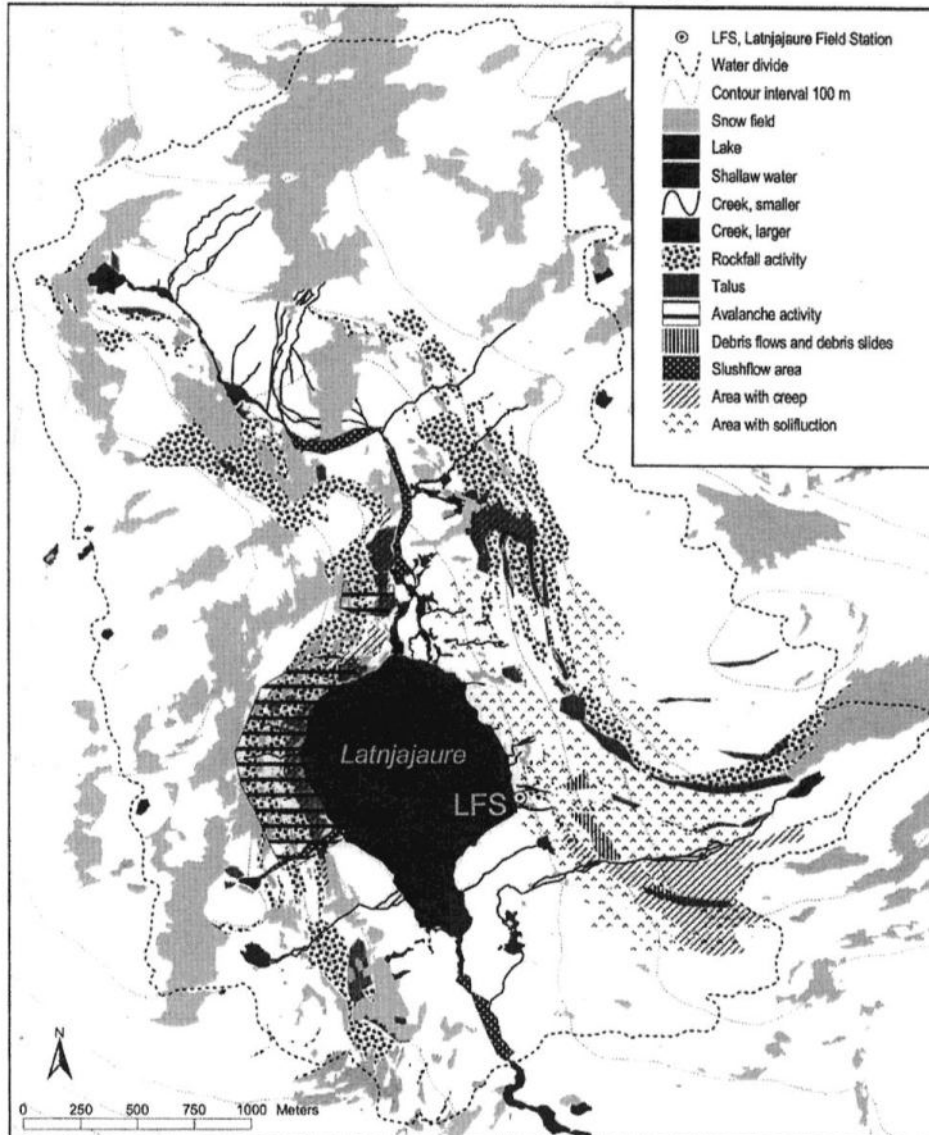 LFS, Latnjajaure Field Station
Water divide
Contour interval 100 m
Snow field
Lake
Shallaw water
Creek, smaller
Creek, larger
Rockfall activity
Talus
Avalanche activity
Debris flows and debris slides
Slushflow area
Area with creep
Area with solifluction
Latnjajaure
LFS
N
0 250 500 750 1000 Meters